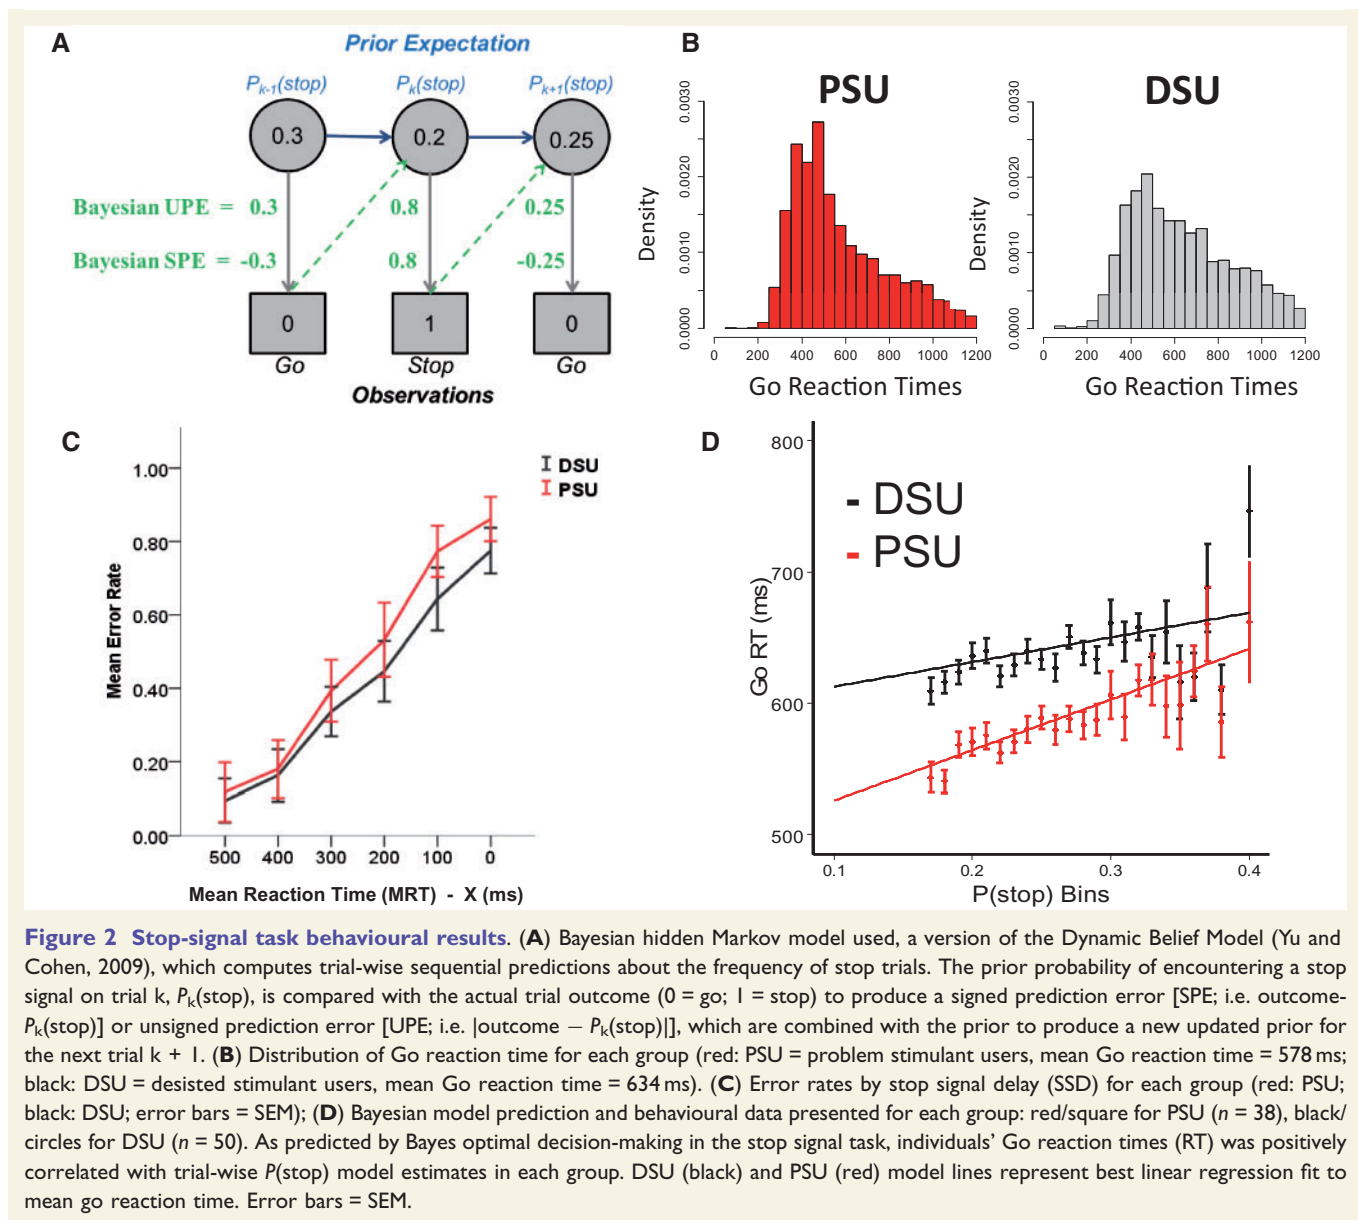 A
Prior Expectation
Pk-1(stop) Pk(stop) Pk+1(stop)
0.3 0.2 0.25
Bayesian UPE = 0.3 0.8 0.25
Bayesian SPE = -0.3 0.8 -0.25
0 1 0
Go Stop Go
Observations
B
PSU
Density
0.0000 0.0010 0.0020 0.0030
0 200 400 600 800 1000 1200
Go Reaction Times
DSU
Density
0.0000 0.0010 0.0020 0.0030
0 200 400 600 800 1000 1200
Go Reaction Times
C
Mean Error Rate
1.00
0.80
0.60
0.40
0.20
0.00
500 400 300 200 100 0
Mean Reaction Time (MRT) - X (ms)
DSU
PSU
D
Go RT (ms)
800
700
600
500
DSU
PSU
0.1 0.2 0.3 0.4
P(stop) Bins
Figure 2 Stop-signal task behavioural results. (A) Bayesian hidden Markov model used, a version of the Dynamic Belief Model (Yu and
Cohen, 2009), which computes trial-wise sequential predictions about the frequency of stop trials. The prior probability of encountering a stop
signal on trial k, Pk(stop), is compared with the actual trial outcome (0 = go; 1 = stop) to produce a signed prediction error [SPE; i.e. outcome-
Pk(stop)] or unsigned prediction error [UPE; i.e. |outcome − Pk(stop)|], which are combined with the prior to produce a new updated prior for
the next trial k + 1. (B) Distribution of Go reaction time for each group (red: PSU = problem stimulant users, mean Go reaction time = 578 ms;
black: DSU = desisted stimulant users, mean Go reaction time = 634 ms). (C) Error rates by stop signal delay (SSD) for each group (red: PSU;
black: DSU; error bars = SEM); (D) Bayesian model prediction and behavioural data presented for each group: red/square for PSU (n = 38), black/
circles for DSU (n = 50). As predicted by Bayes optimal decision-making in the stop signal task, individuals' Go reaction times (RT) was positively
correlated with trial-wise P(stop) model estimates in each group. DSU (black) and PSU (red) model lines represent best linear regression fit to
mean go reaction time. Error bars = SEM.